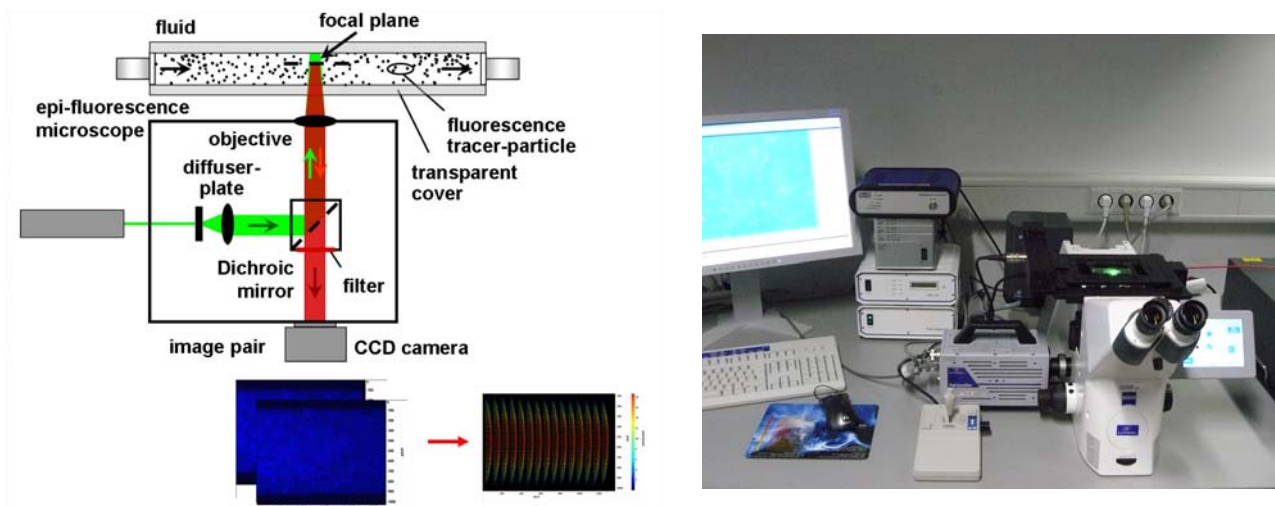 focal plane
fluid
epi-fluorescence
microscope
objective
fluorescence
tracer-particle
diffuser-
plate
transparent
cover
Dichroic
mirror
filter
image pair
CCD camera